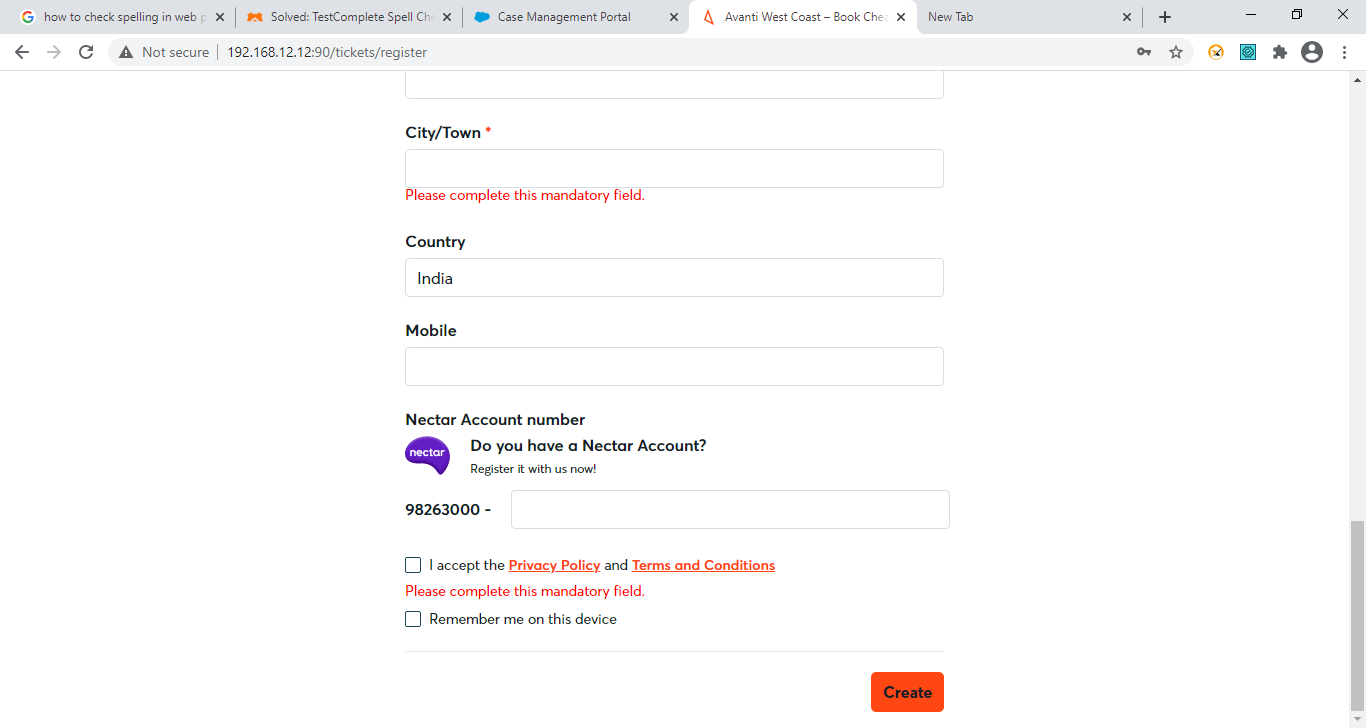 how to check spelling in web p
Solved: TestComplete Spell Che
Case Management Portal
Avanti West Coast – Book Chea
New Tab
Not secure
192.168.12.12:90/tickets/register
City/Town *
Please complete this mandatory field.
Country
India
Mobile
Nectar Account number
nectar
Do you have a Nectar Account?
Register it with us now!
98263000 -
I accept the Privacy Policy and Terms and Conditions
Please complete this mandatory field.
Remember me on this device
Create